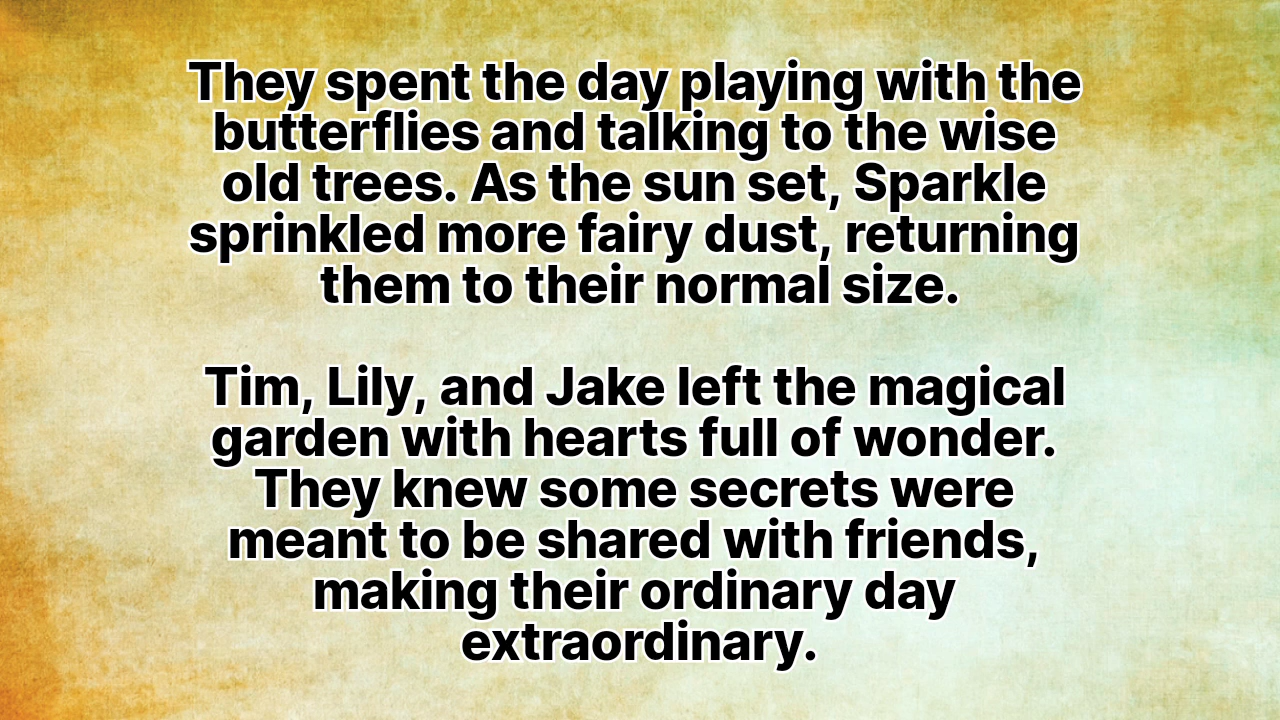 They spent the day playing with the
butterflies and talking to the wise
old trees. As the sun set, Sparkle
sprinkled more fairy dust, returning
them to their normal size.
Tim, Lily, and Jake left the magical
garden with hearts full of wonder.
They knew some secrets were
meant to be shared with friends,
making their ordinary day
extraordinary.